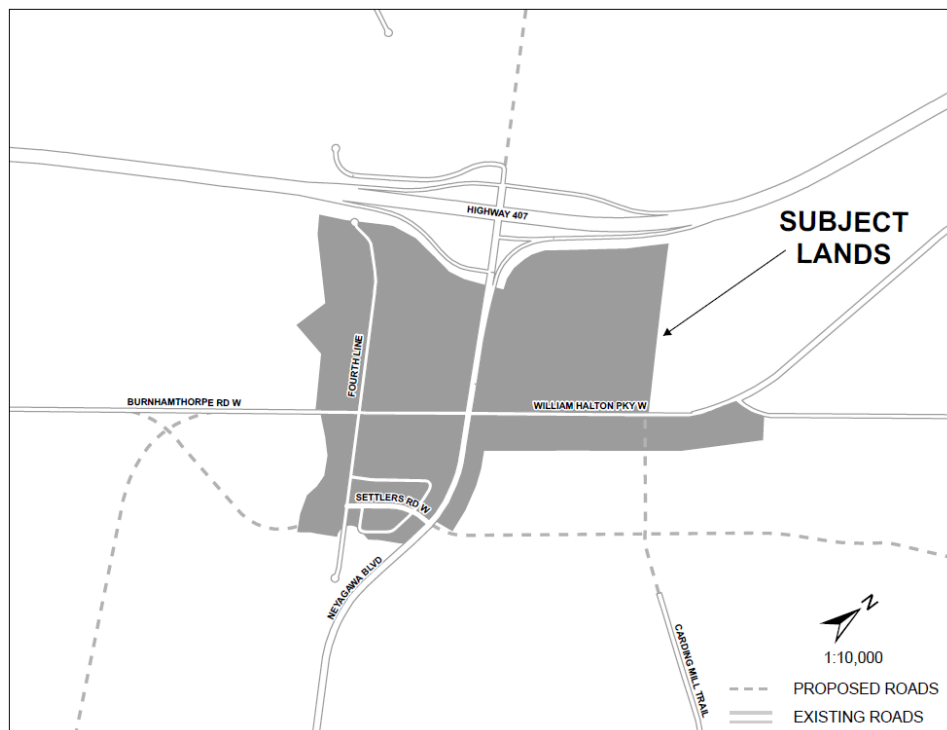 HIGHWAY 407
SUBJECT
LANDS
FOURTH LINE
BURNHAMTHORPE RD W
WILLIAM HALTON PKY W
SETTLERS RD W
NEYAGAWA BLVD
CARDING MILL TRAIL
N
1:10,000
PROPOSED ROADS
EXISTING ROADS